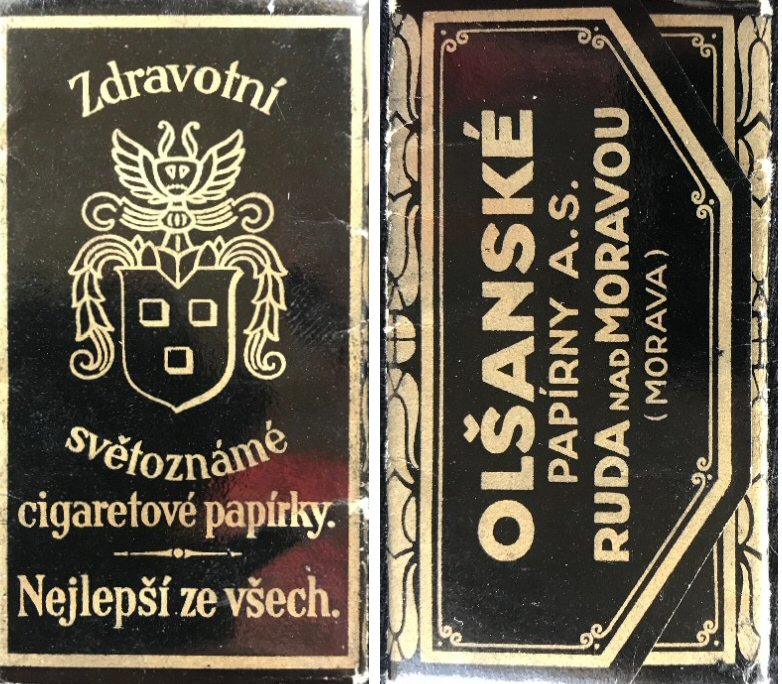 Zdravotní
světoznámé
cigaretové papírky.
Nejlepší ze všech.
OLŠANSKÉ
PAPÍRNY A.S.
RUDA NAD MORAVOU
(MORAVA)